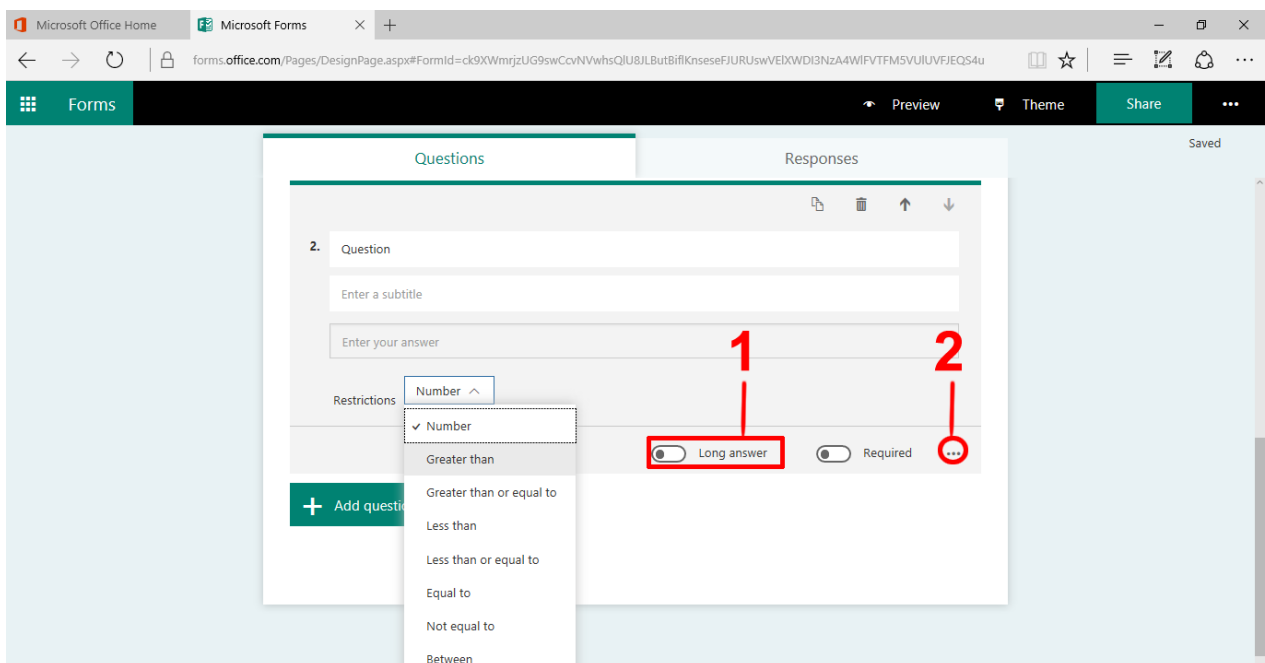 Microsoft Office Home
Microsoft Forms
forms.office.com/Pages/DesignPage.aspx#FormId=ck9XWmrjzUG9swCcvNVwhsQlU8JLButBiflKnseseFJURUswVElXWDI3NzA4WlFVTFM5VUlUVFJEQS4u
Forms
Preview
Theme
Share
Saved
Questions
Responses
2.
Question
Enter a subtitle
Enter your answer
1
2
Restrictions
Number
Number
Long answer
Required
Greater than
Greater than or equal to
Add questio
Less than
Less than or equal to
Equal to
Not equal to
Between